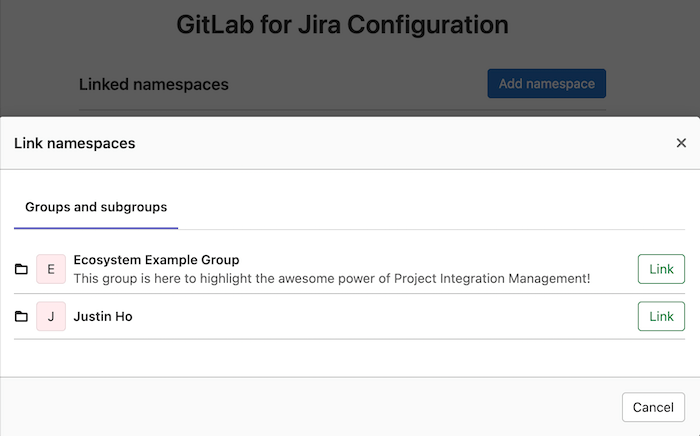 GitLab for Jira Configuration
Linked namespaces
Add namespace
Link namespaces
×
Groups and subgroups
E
Ecosystem Example Group
This group is here to highlight the awesome power of Project Integration Management!
Link
J
Justin Ho
Link
Cancel